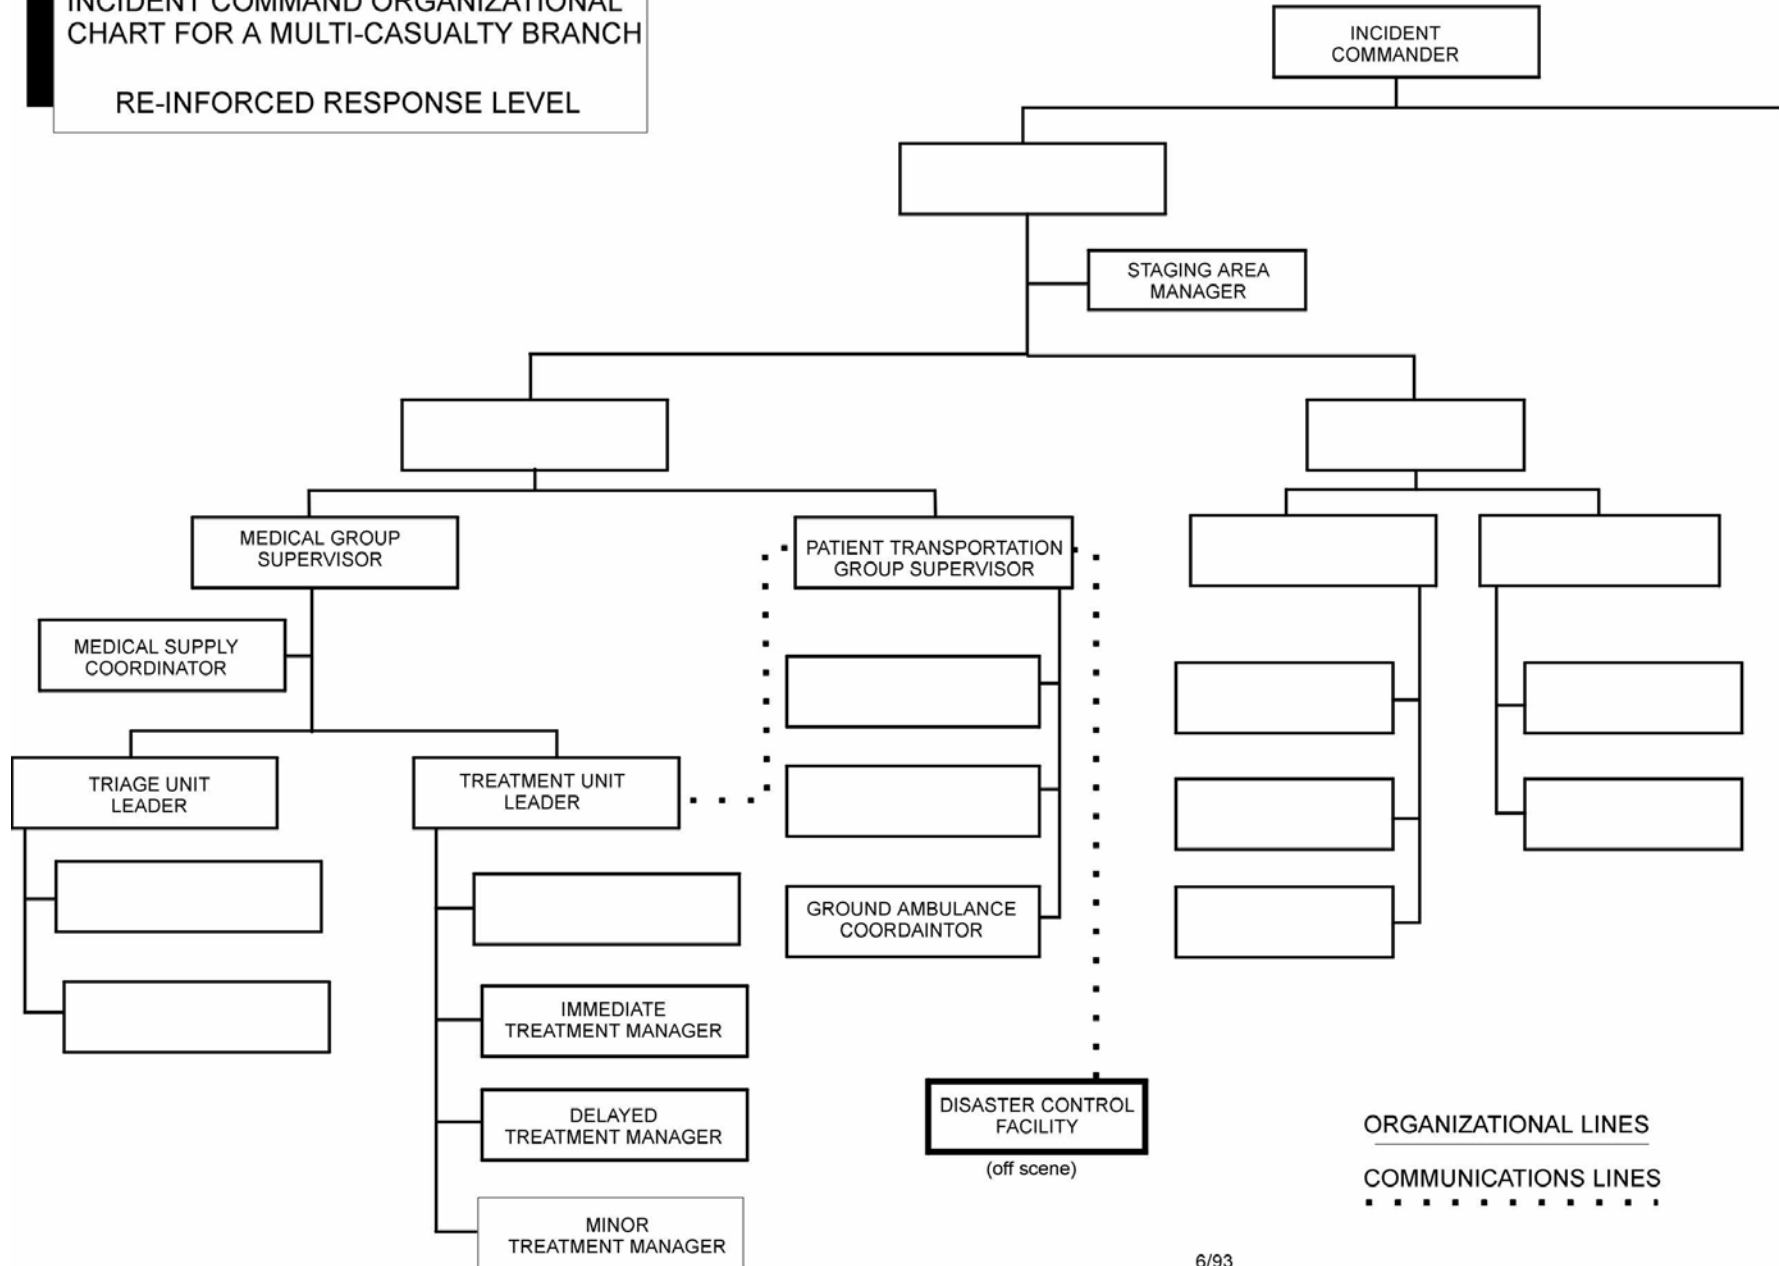 INCIDENT COMMAND ORGANIZATIONAL
CHART FOR A MULTI-CASUALTY BRANCH
RE-INFORCED RESPONSE LEVEL
INCIDENT
COMMANDER
STAGING AREA
MANAGER
MEDICAL GROUP
SUPERVISOR
PATIENT TRANSPORTATION
GROUP SUPERVISOR
MEDICAL SUPPLY
COORDINATOR
TRIAGE UNIT
LEADER
TREATMENT UNIT
LEADER
GROUND AMBULANCE
COORDAINTOR
IMMEDIATE
TREATMENT MANAGER
DELAYED
TREATMENT MANAGER
MINOR
TREATMENT MANAGER
DISASTER CONTROL
FACILITY
(off scene)
ORGANIZATIONAL LINES
COMMUNICATIONS LINES
6/93